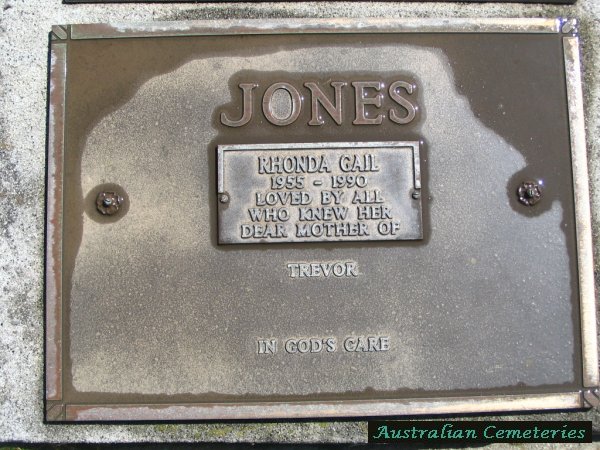 JONES
RHONDA GAIL
1955 - 1990
LOVED BY ALL
WHO KNEW HER
DEAR MOTHER OF
TREVOR
IN GOD'S CARE
Australian Cemeteries